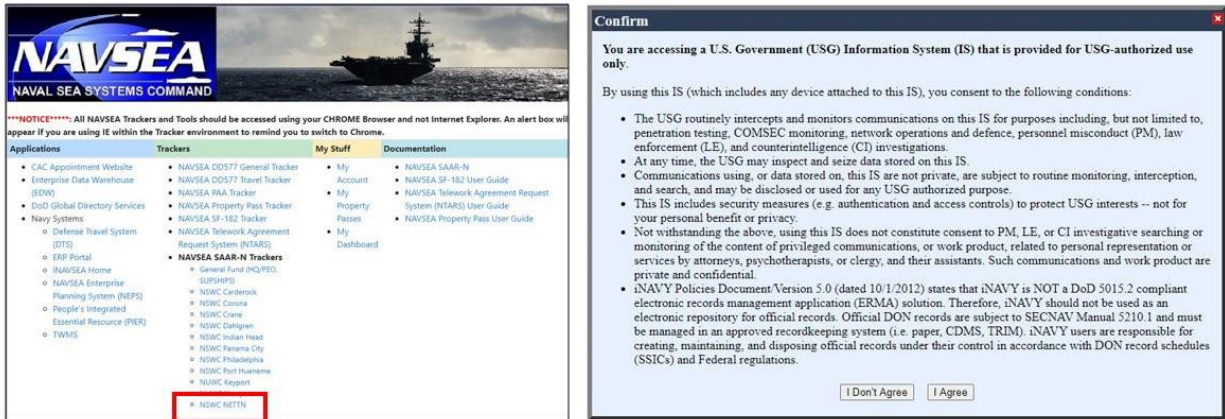 NAVSEA
NAVAL SEA SYSTEMS COMMAND
***NOTICE*****: All NAVSEA Trackers and Tools should be accessed using your CHROME Browser and not Internet Explorer. An alert box will
appear if you are using IE within the Tracker environment to remind you to switch to Chrome.
Applications
CAC Appointment Website
Enterprise Data Warehouse
(EDW)
DoD Global Directory Services
Navy Systems
Defense Travel System
(DTS)
ERP Portal
iNAVSEA Home
NAVSEA Enterprise
Planning System (NEPS)
People's Integrated
Essential Resource (PIER)
TWMS
Trackers
NAVSEA DD577 General Tracker
NAVSEA DD577 Travel Tracker
NAVSEA PAA Tracker
NAVSEA Property Pass Tracker
NAVSEA SF-182 Tracker
NAVSEA Telework Agreement
Request System (NTARS)
NAVSEA SAAR-N Trackers
General Fund (HQ/PEO,
SUPSHIPS)
NSWC Carderock
NSWC Corona
NSWC Crane
NSWC Dahlgren
NSWC Indian Head
NSWC Panama City
NSWC Philadelphia
NSWC Port Hueneme
NUWC Keyport
NSWC NETTN
My Stuff
My
Account
My
Property
Passes
My
Dashboard
Documentation
NAVSEA SAAR-N
NAVSEA SF-182 User Guide
NAVSEA Telework Agreement Request
System (NTARS) User Guide
NAVSEA Property Pass User Guide
Confirm
You are accessing a U.S. Government (USG) Information System (IS) that is provided for USG-authorized use
only.
By using this IS (which includes any device attached to this IS), you consent to the following conditions:
The USG routinely intercepts and monitors communications on this IS for purposes including, but not limited to,
penetration testing, COMSEC monitoring, network operations and defence, personnel misconduct (PM), law
enforcement (LE), and counterintelligence (CI) investigations.
At any time, the USG may inspect and seize data stored on this IS.
Communications using, or data stored on, this IS are not private, are subject to routine monitoring, interception,
and search, and may be disclosed or used for any USG authorized purpose.
This IS includes security measures (e.g. authentication and access controls) to protect USG interests -- not for
your personal benefit or privacy.
Not withstanding the above, using this IS does not constitute consent to PM, LE, or CI investigative searching or
monitoring of the content of privileged communications, or work product, related to personal representation or
services by attorneys, psychotherapists, or clergy, and their assistants. Such communications and work product are
private and confidential.
iNAVY Policies Document/Version 5.0 (dated 10/1/2012) states that iNAVY is NOT a DoD 5015.2 compliant
electronic records management application (ERMA) solution. Therefore, iNAVY should not be used as an
electronic repository for official records. Official DON records are subject to SECNAV Manual 5210.1 and must
be managed in an approved recordkeeping system (i.e. paper, CDMS, TRIM). iNAVY users are responsible for
creating, maintaining, and disposing official records under their control in accordance with DON record schedules
(SSICs) and Federal regulations.
I Don't Agree
I Agree